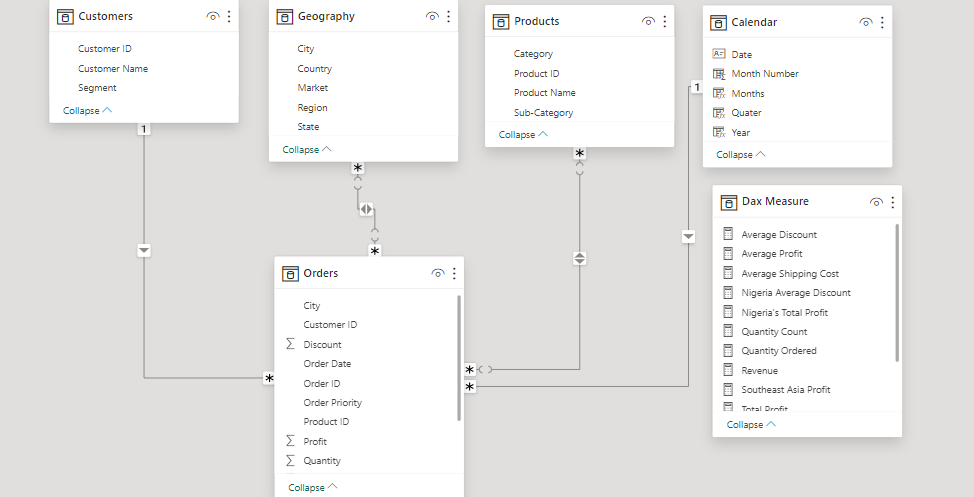 Customers
Customer ID
Customer Name
Segment
Collapse
Geography
City
Country
Market
Region
State
Collapse
Products
Category
Product ID
Product Name
Sub-Category
Collapse
Calendar
Date
Month Number
Months
Quater
Year
Collapse
1
*
*
1
*
Dax Measure
Average Discount
Average Profit
Average Shipping Cost
Nigeria Average Discount
Nigeria's Total Profit
Quantity Count
Quantity Ordered
Revenue
Southeast Asia Profit
Total Profit
Collapse
Orders
City
Customer ID
Discount
Order Date
Order ID
Order Priority
Product ID
Profit
Quantity
Collapse
*
*
*